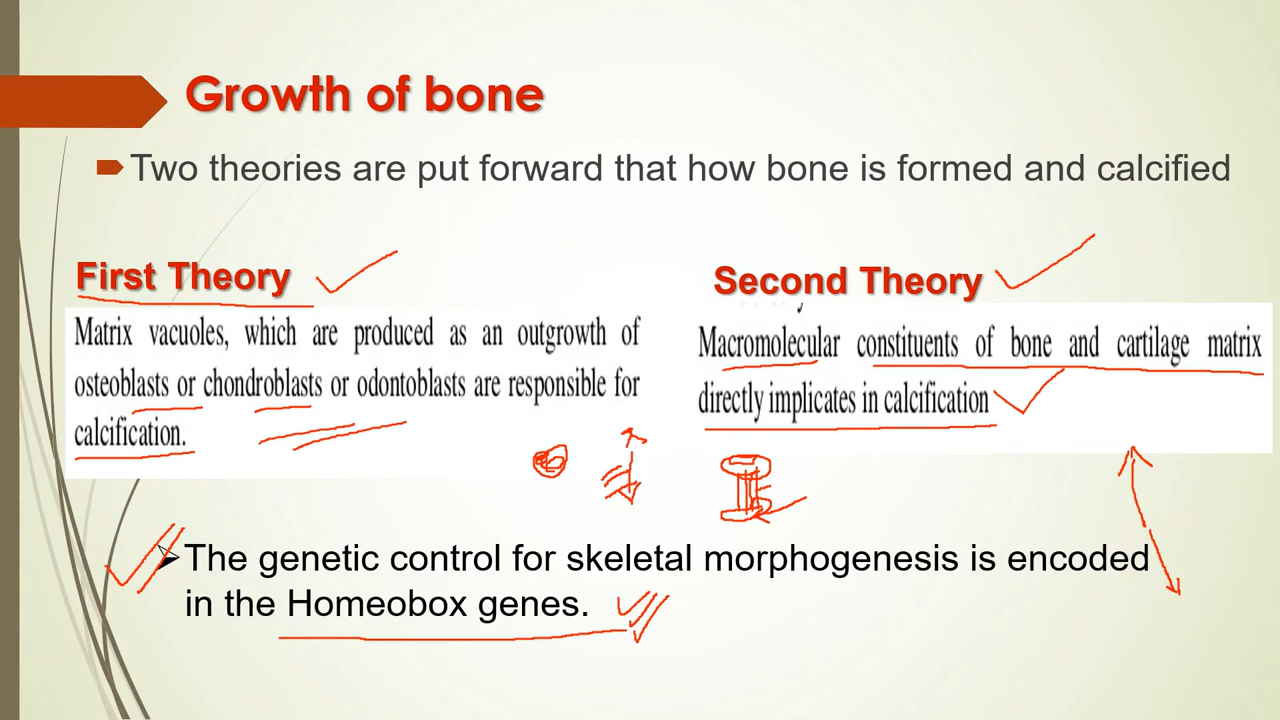 Growth of bone
Two theories are put forward that how bone is formed and calcified
First Theory
Matrix vacuoles, which are produced as an outgrowth of
osteoblasts or chondroblasts or odontoblasts are responsible for
calcification.
Second Theory
Macromolecular constituents of bone and cartilage matrix
directly implicates in calcification
The genetic control for skeletal morphogenesis is encoded
in the Homeobox genes.